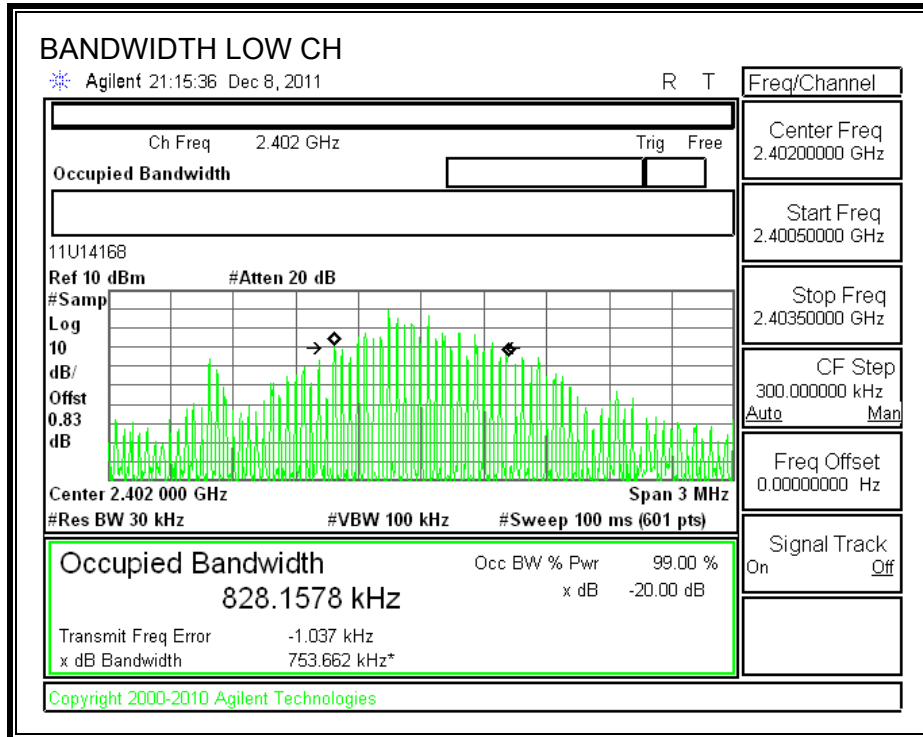 BANDWIDTH LOW CH
Agilent 21:15:36 Dec 8, 2011 R T
Freq/Channel
Ch Freq 2.402 GHz Trig Free
Occupied Bandwidth
Center Freq
2.40200000 GHz
Start Freq
2.40050000 GHz
Stop Freq
2.40350000 GHz
CF Step
300.000000 kHz
Auto Man
Freq Offset
0.00000000 Hz
Signal Track
On Off
11U14168
Ref 10 dBm #Atten 20 dB
#Samp
Log
10
dB/
Offst
0.83
dB
Center 2.402 000 GHz Span 3 MHz
#Res BW 30 kHz #VBW 100 kHz #Sweep 100 ms (601 pts)
Occupied Bandwidth Occ BW % Pwr 99.00 %
828.1578 kHz x dB -20.00 dB
Transmit Freq Error -1.037 kHz
x dB Bandwidth 753.662 kHz*
Copyright 2000-2010 Agilent Technologies